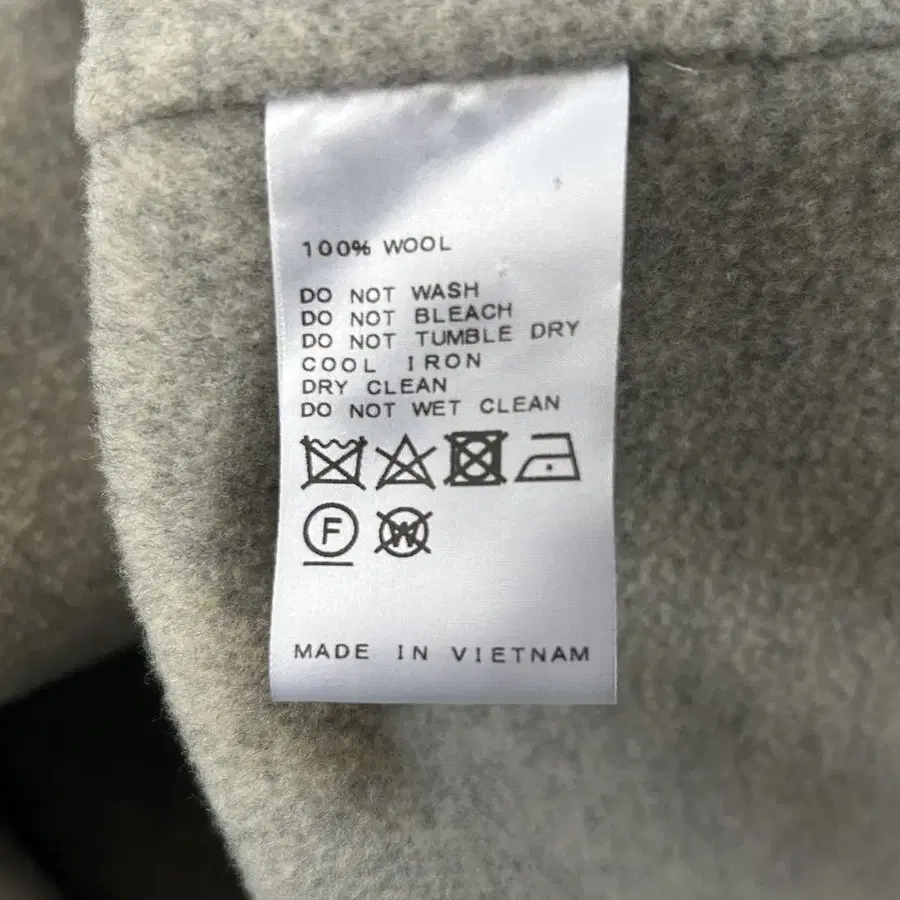 100% WOOL
DO NOT WASH
DO NOT BLEACH
DO NOT TUMBLE DRY
COOL IRON
DRY CLEAN
DO NOT WET CLEAN
F
W
MADE IN VIETNAM